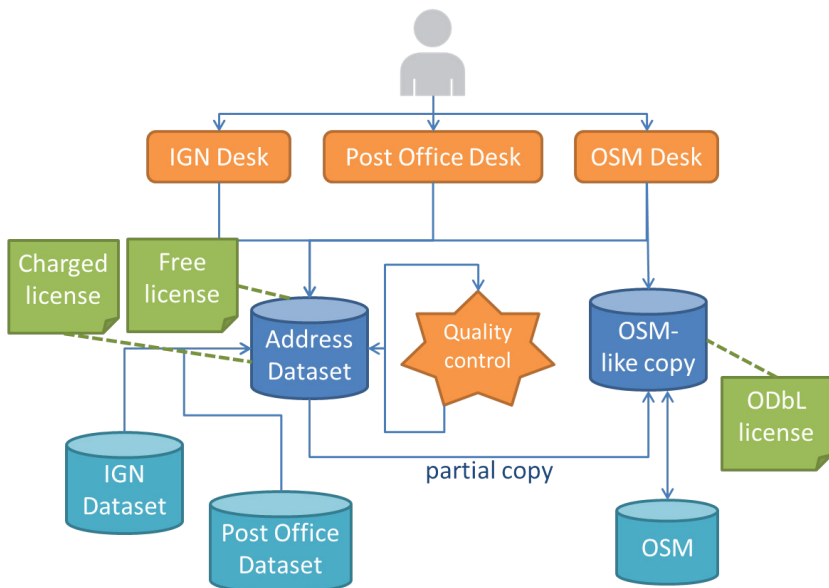 IGN Desk
Post Office Desk
OSM Desk
Charged
license
Free
license
Address
Dataset
Quality
control
OSM-
like copy
ODbL
license
partial copy
IGN
Dataset
Post Office
Dataset
OSM